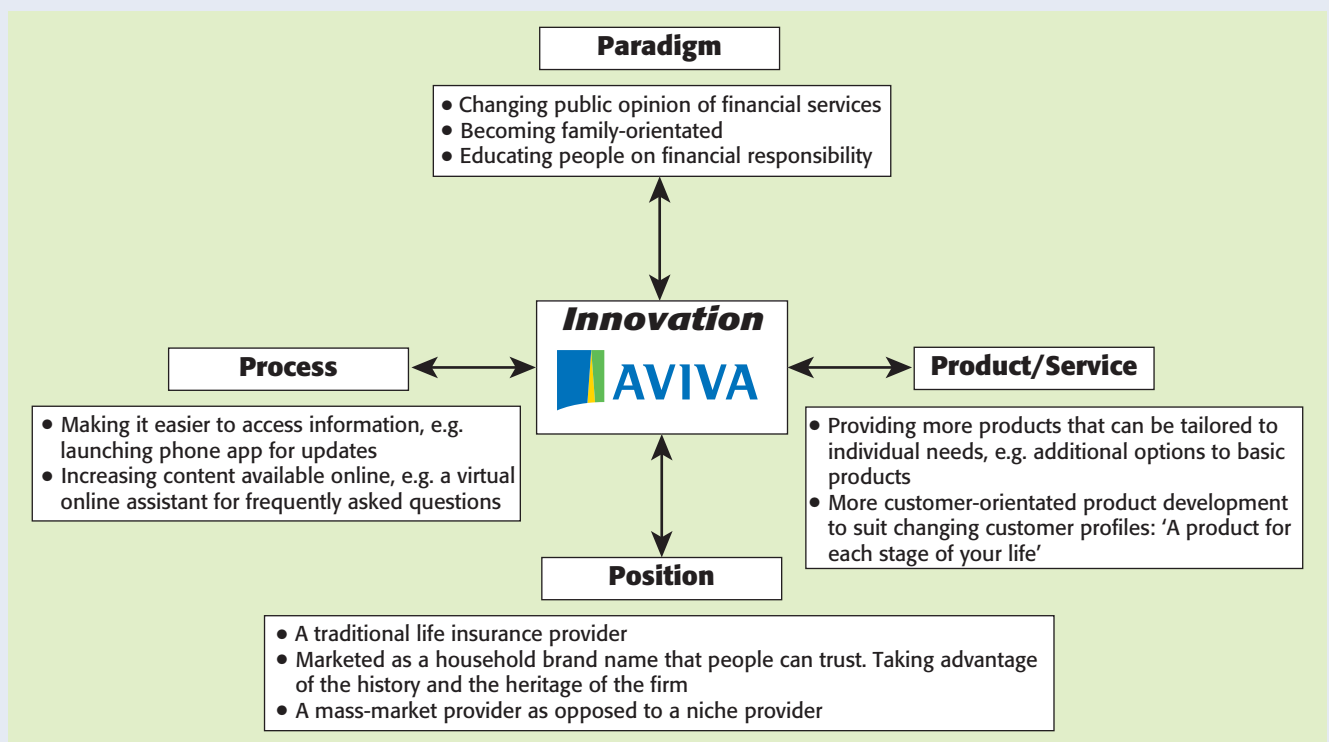 Paradigm
• Changing public opinion of financial services
• Becoming family-orientated
• Educating people on financial responsibility
Innovation
AVIVA
Process
• Making it easier to access information, e.g.
launching phone app for updates
• Increasing content available online, e.g. a virtual
online assistant for frequently asked questions
Product/Service
• Providing more products that can be tailored to
individual needs, e.g. additional options to basic
products
• More customer-orientated product development
to suit changing customer profiles: ‘A product for
each stage of your life’
Position
• A traditional life insurance provider
• Marketed as a household brand name that people can trust. Taking advantage
of the history and the heritage of the firm
• A mass-market provider as opposed to a niche provider